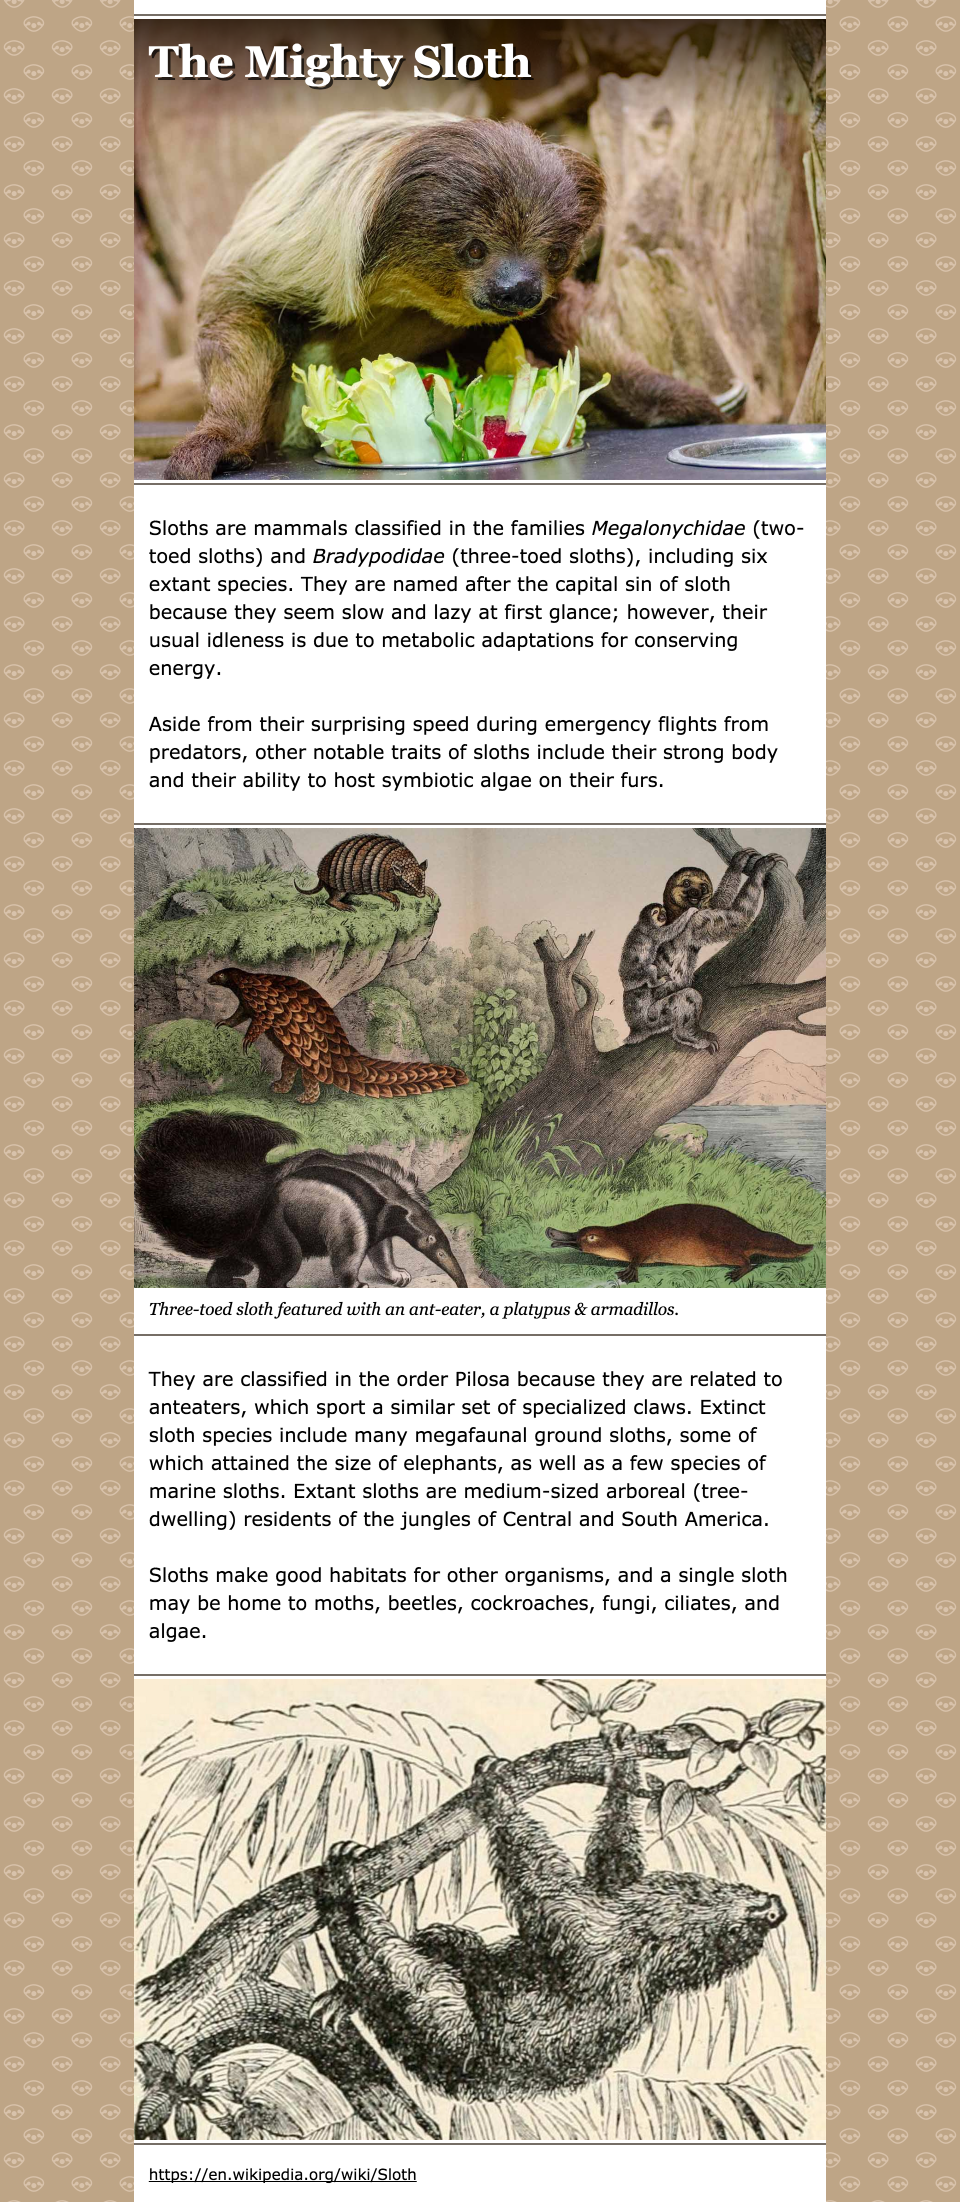 The Mighty Sloth
Sloths are mammals classified in the families Megalonychidae (two-
toed sloths) and Bradypodidae (three-toed sloths), including six
extant species. They are named after the capital sin of sloth
because they seem slow and lazy at first glance; however, their
usual idleness is due to metabolic adaptations for conserving
energy.
Aside from their surprising speed during emergency flights from
predators, other notable traits of sloths include their strong body
and their ability to host symbiotic algae on their furs.
Three-toed sloth featured with an ant-eater, a platypus & armadillos.
They are classified in the order Pilosa because they are related to
anteaters, which sport a similar set of specialized claws. Extinct
sloth species include many megafaunal ground sloths, some of
which attained the size of elephants, as well as a few species of
marine sloths. Extant sloths are medium-sized arboreal (tree-
dwelling) residents of the jungles of Central and South America.
Sloths make good habitats for other organisms, and a single sloth
may be home to moths, beetles, cockroaches, fungi, ciliates, and
algae.
https://en.wikipedia.org/wiki/Sloth